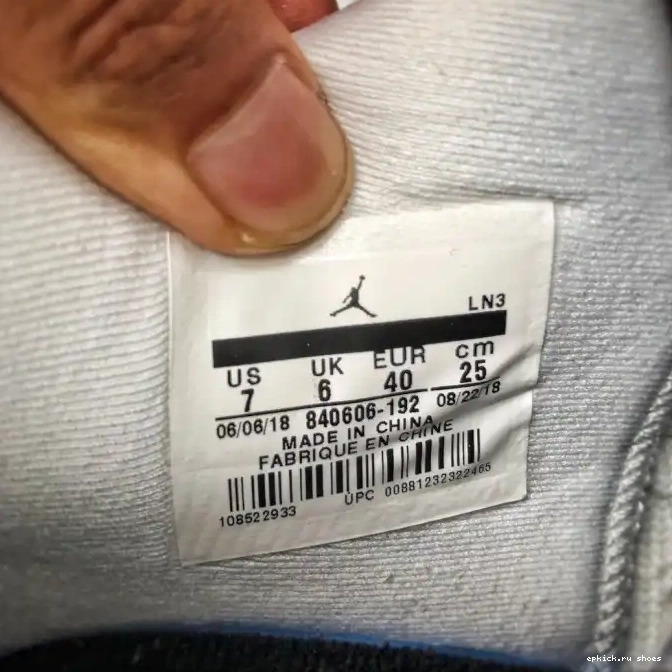 LN3
US UK EUR cm
7 6 40 25
06/06/18 840606-192 08/22/18
MADE IN CHINA
FABRIQUE EN CHINE
108522933 UPC 00881232322465
epkick.ru shoes